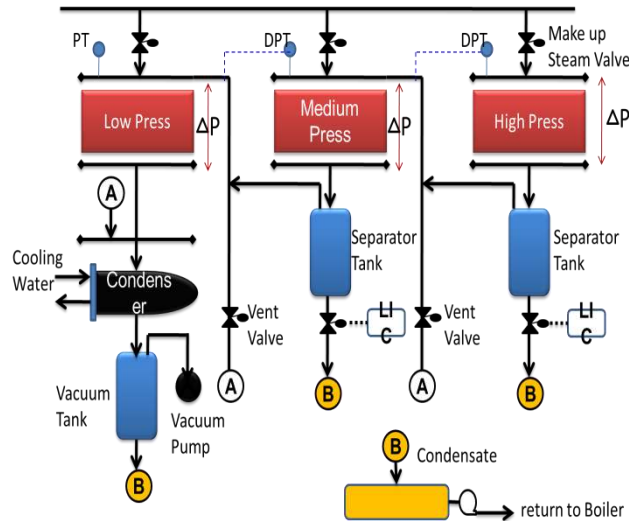 PT
DPT
DPT
Make up
Steam Valve
Low Press
ΔP
Medium
Press
ΔP
High Press
ΔP
A
Cooling
Water
Condens
er
Separator
Tank
Separator
Tank
Vent
Valve
LI
C
Vent
Valve
LI
C
Vacuum
Tank
Vacuum
Pump
A
B
A
B
B
B
Condensate
return to Boiler